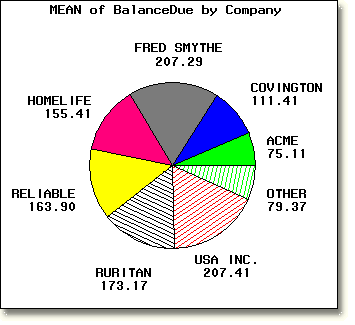 MEAN of BalanceDue by Company
FRED SMYTHE
207.29
COVINGTON
111.41
HOMELIFE
155.41
ACME
75.11
RELIABLE
163.90
OTHER
79.37
USA INC.
207.41
RURITAN
173.17